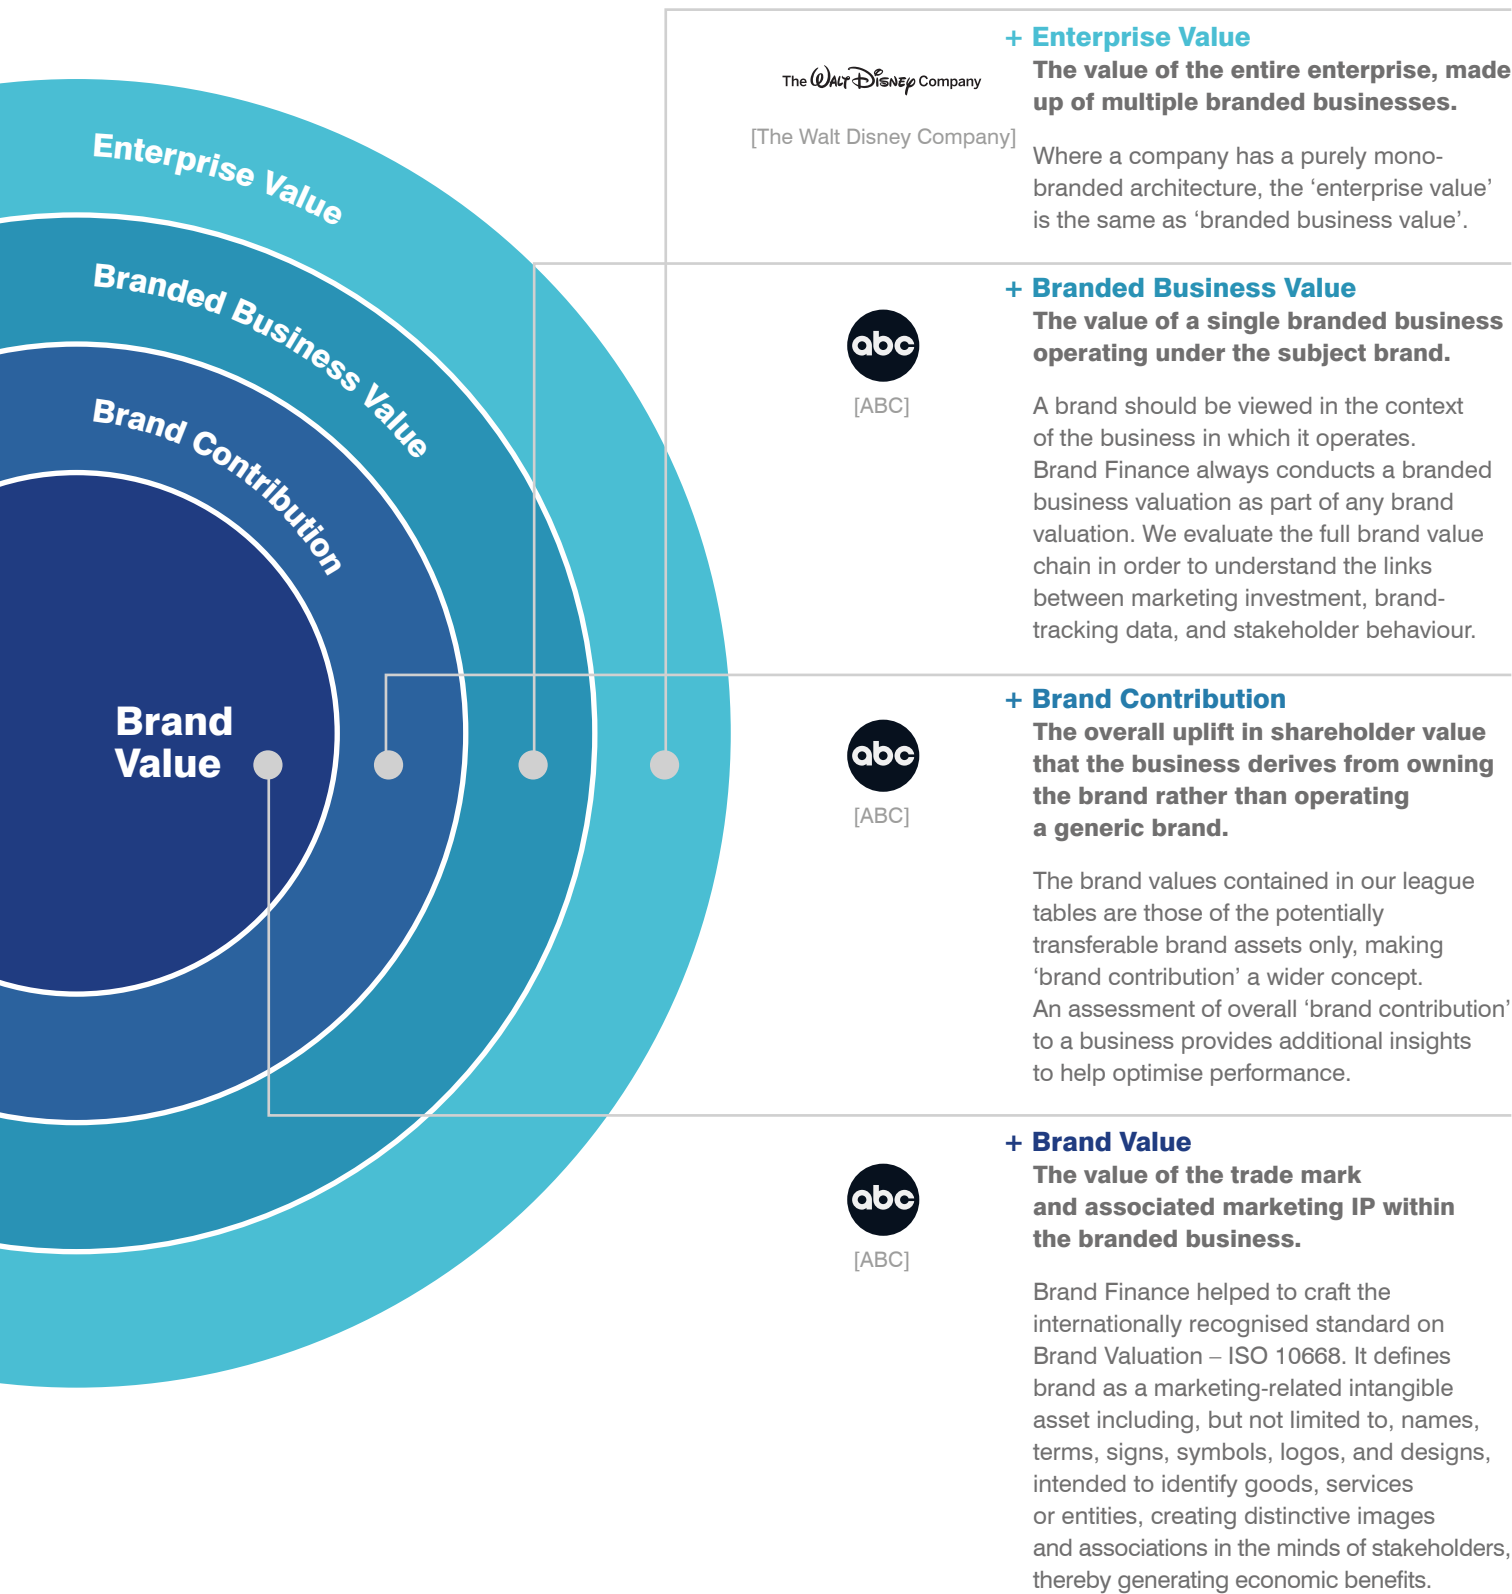 Enterprise Value
Branded Business Value
Brand Contribution
Brand
Value
The Walt Disney Company
[The Walt Disney Company]
+ Enterprise Value
The value of the entire enterprise, made
up of multiple branded businesses.
Where a company has a purely mono-
branded architecture, the ‘enterprise value’
is the same as ‘branded business value’.
abc
[ABC]
+ Branded Business Value
The value of a single branded business
operating under the subject brand.
A brand should be viewed in the context
of the business in which it operates.
Brand Finance always conducts a branded
business valuation as part of any brand
valuation. We evaluate the full brand value
chain in order to understand the links
between marketing investment, brand-
tracking data, and stakeholder behaviour.
abc
[ABC]
+ Brand Contribution
The overall uplift in shareholder value
that the business derives from owning
the brand rather than operating
a generic brand.
The brand values contained in our league
tables are those of the potentially
transferable brand assets only, making
‘brand contribution’ a wider concept.
An assessment of overall ‘brand contribution’
to a business provides additional insights
to help optimise performance.
abc
[ABC]
+ Brand Value
The value of the trade mark
and associated marketing IP within
the branded business.
Brand Finance helped to craft the
internationally recognised standard on
Brand Valuation – ISO 10668. It defines
brand as a marketing-related intangible
asset including, but not limited to, names,
terms, signs, symbols, logos, and designs,
intended to identify goods, services
or entities, creating distinctive images
and associations in the minds of stakeholders,
thereby generating economic benefits.